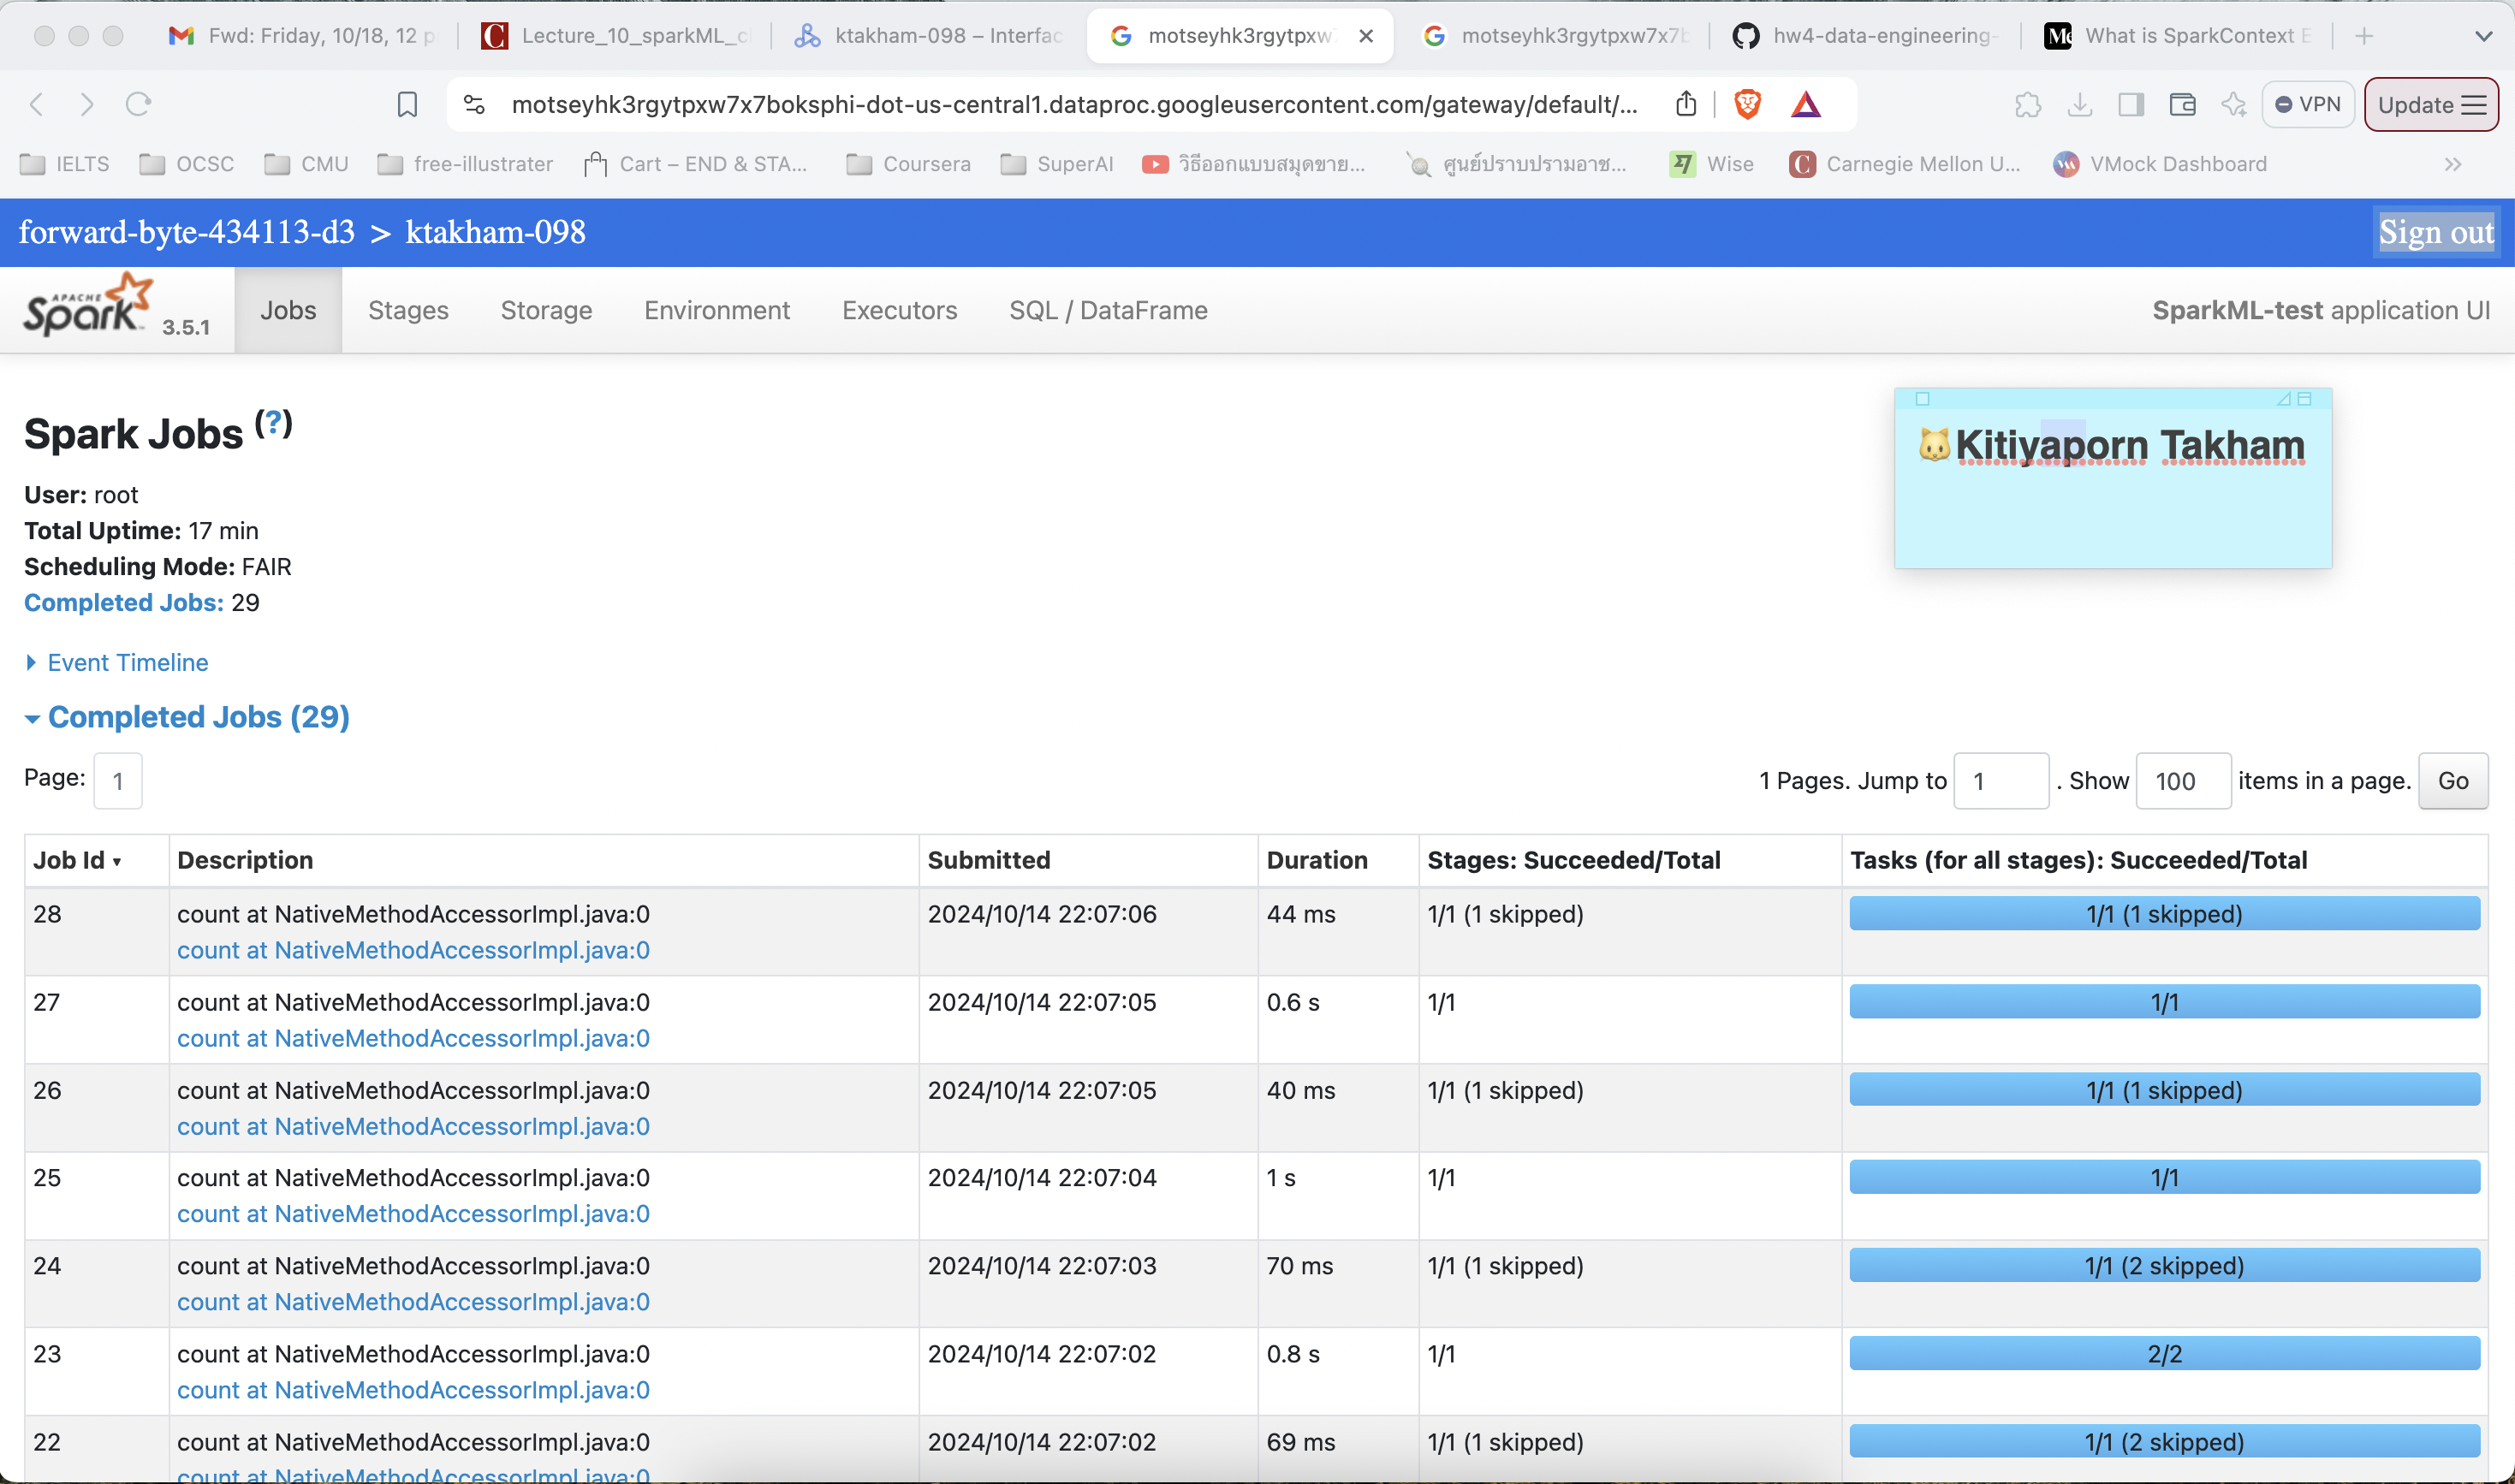 Fwd: Friday, 10/18, 12 p
Lecture_10_sparkML_c
ktakham-098 – Interfac
motseyhk3rgytpxw7
motseyhk3rgytpxw7x7b
hw4-data-engineering-
What is SparkContext E
motseyhk3rgytpxw7x7boksphi-dot-us-central1.dataproc.googleusercontent.com/gateway/default/...
VPN
Update
IELTS
OCSC
CMU
free-illustrater
Cart – END & STA...
Coursera
SuperAI
วิธีออกแบบสมุดขาย...
ศูนย์ปราบปรามอาช...
Wise
Carnegie Mellon U...
VMock Dashboard
forward-byte-434113-d3 > ktakham-098
Sign out
APACHE Spark 3.5.1
Jobs
Stages
Storage
Environment
Executors
SQL / DataFrame
SparkML-test application UI
🐱Kitiyaporn Takham
Spark Jobs (?)
User: root
Total Uptime: 17 min
Scheduling Mode: FAIR
Completed Jobs: 29
Event Timeline
Completed Jobs (29)
Page: 1
1 Pages. Jump to 1 . Show 100 items in a page. Go
Job Id ▾ Description Submitted Duration Stages: Succeeded/Total Tasks (for all stages): Succeeded/Total
28 count at NativeMethodAccessorImpl.java:0 2024/10/14 22:07:06 44 ms 1/1 (1 skipped) 1/1 (1 skipped)
count at NativeMethodAccessorImpl.java:0
27 count at NativeMethodAccessorImpl.java:0 2024/10/14 22:07:05 0.6 s 1/1 1/1
count at NativeMethodAccessorImpl.java:0
26 count at NativeMethodAccessorImpl.java:0 2024/10/14 22:07:05 40 ms 1/1 (1 skipped) 1/1 (1 skipped)
count at NativeMethodAccessorImpl.java:0
25 count at NativeMethodAccessorImpl.java:0 2024/10/14 22:07:04 1 s 1/1 1/1
count at NativeMethodAccessorImpl.java:0
24 count at NativeMethodAccessorImpl.java:0 2024/10/14 22:07:03 70 ms 1/1 (1 skipped) 1/1 (2 skipped)
count at NativeMethodAccessorImpl.java:0
23 count at NativeMethodAccessorImpl.java:0 2024/10/14 22:07:02 0.8 s 1/1 2/2
count at NativeMethodAccessorImpl.java:0
22 count at NativeMethodAccessorImpl.java:0 2024/10/14 22:07:02 69 ms 1/1 (1 skipped) 1/1 (2 skipped)
count at NativeMethodAccessorImpl.java:0